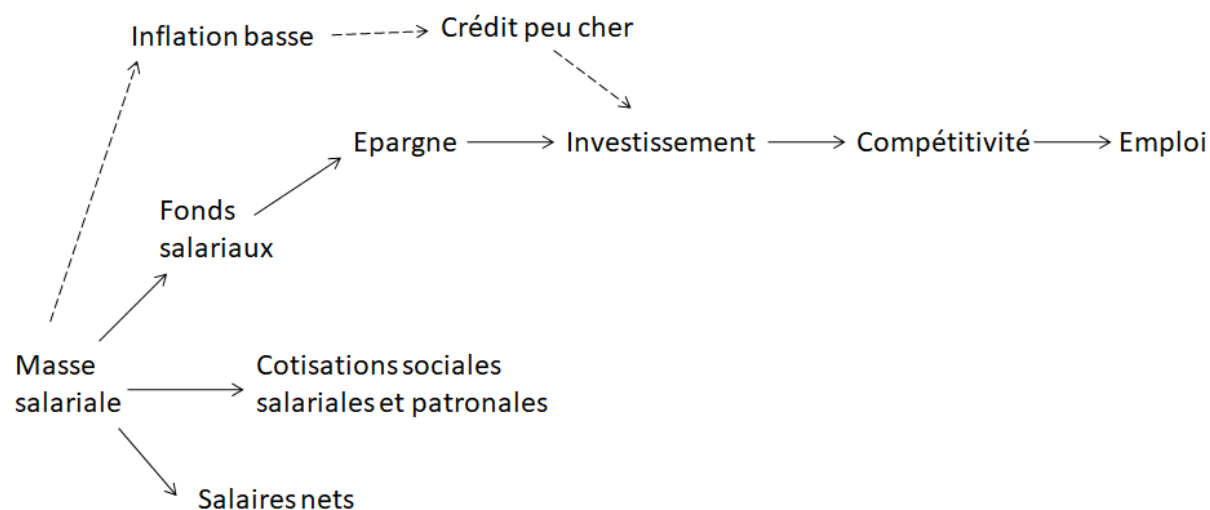 Inflation basse
Crédit peu cher
Epargne
Investissement
Compétitivité
Emploi
Fonds
salariaux
Masse
salariale
Cotisations sociales
salariales et patronales
Salaires nets